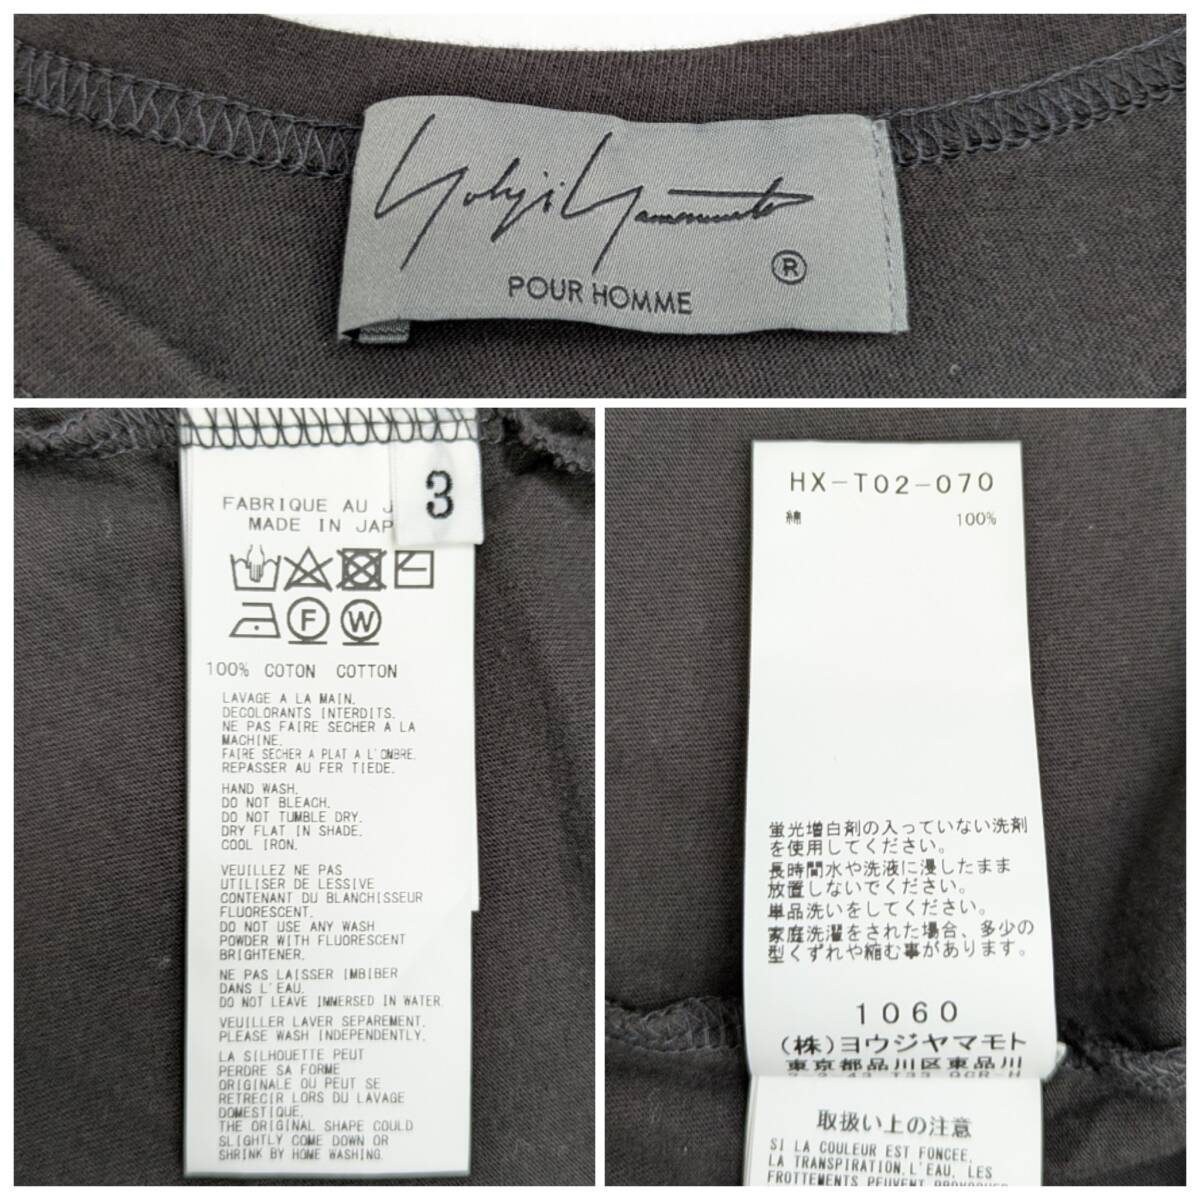 Yohji Yamamoto
®
POUR HOMME
3
FABRIQUE AU J
MADE IN JAP
F
W
100% COTON COTTON
LAVAGE A LA MAIN.
DECOLORANTS INTERDITS.
NE PAS FAIRE SECHER A LA
MACHINE.
FAIRE SECHER A PLAT A L'OMBRE.
REPASSER AU FER TIEDE.
HAND WASH.
DO NOT BLEACH.
DO NOT TUMBLE DRY.
DRY FLAT IN SHADE.
COOL IRON.
VEUILLEZ NE PAS
UTILISER DE LESSIVE
CONTENANT DU BLANCHISSEUR
FLUORESCENT.
DO NOT USE ANY WASH
POWDER WITH FLUORESCENT
BRIGHTENER.
NE PAS LAISSER IMBIBER
DANS L'EAU.
DO NOT LEAVE IMMERSED IN WATER.
VEUILLER LAVER SEPAREMENT.
PLEASE WASH INDEPENDENLY.
LA SILHOUETTE PEUT
PERDRE SA FORME
ORIGINALE OU PEUT SE
RETRECIR LORS DU LAVAGE
DOMESTIQUE.
THE ORIGINAL SHAPE COULD
SLIGHTLY COME DOWN OR
SHRINK BY HOME WASHING.
HX-T02-070
綿 100%
蛍光増白剤の入っていない洗剤
を使用してください。
長時間水や洗液に浸したまま
放置しないでください。
単品洗いをしてください。
家庭洗濯をされた場合、多少の
型くずれや縮む事があります。
1060
(株)ヨウジヤマモト
東京都品川区東品川
取扱い上の注意
SI LA COULEUR EST FONCEE,
LA TRANSPIRATION,L'EAU, LES
FROTTEMENTS PEUVENT PROVOQUER